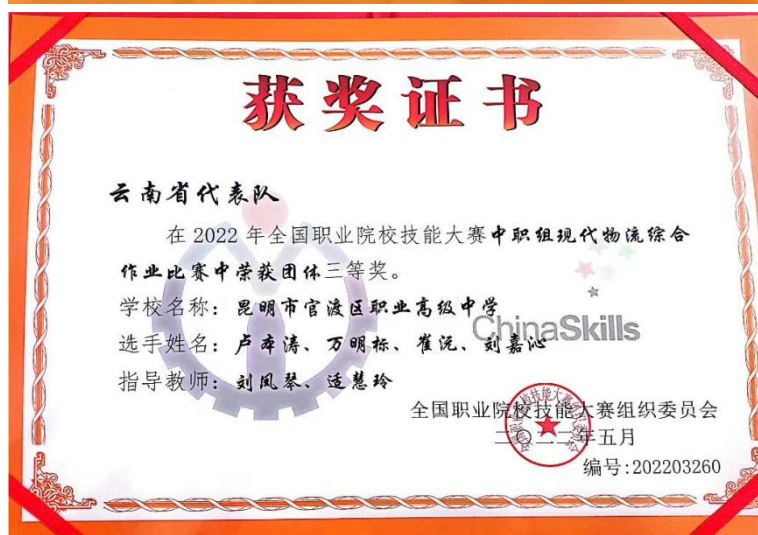 获奖证书
云南省代表队
在 2022 年全国职业院校技能大赛中职组现代物流综合
作业比赛中荣获团体三等奖。
学校名称：昆明市官渡区职业高级中学
选手姓名：卢本涛、万明标、崔沅、刘嘉沁
指导教师：刘凤琴、适慧玲
ChinaSkills
全国职业院校技能大赛组织委员会
二〇二二年五月
编号:202203260